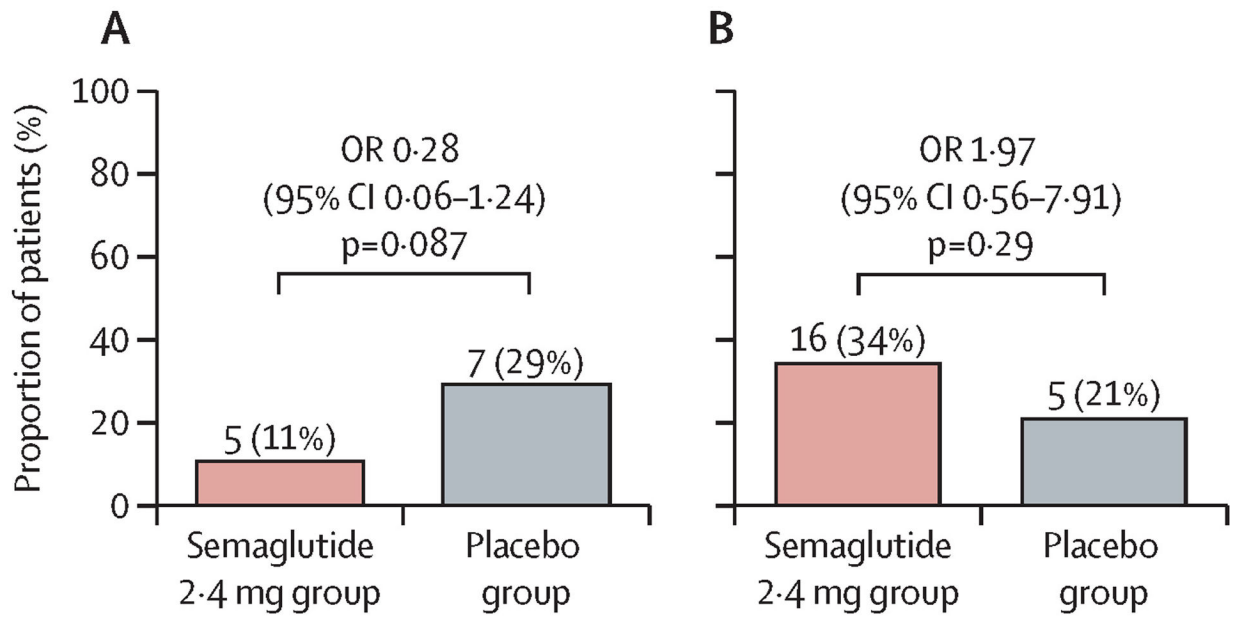 A
Proportion of patients (%)
100
80
60
40
20
0
OR 0·28
(95% CI 0·06–1·24)
p=0·087
5 (11%)
7 (29%)
Semaglutide
2·4 mg group
Placebo
group
B
OR 1·97
(95% CI 0·56–7·91)
p=0·29
16 (34%)
5 (21%)
Semaglutide
2·4 mg group
Placebo
group